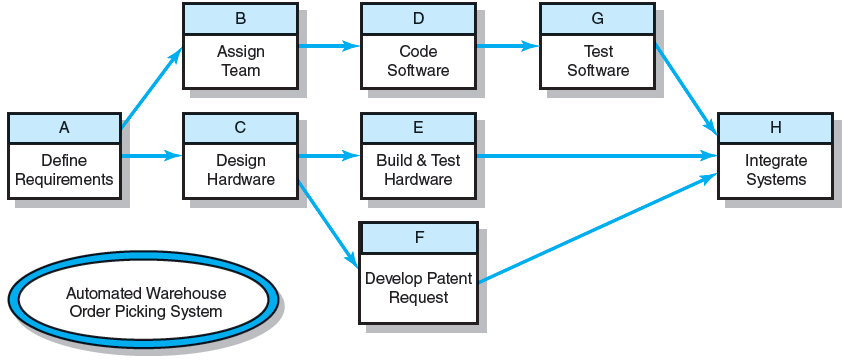 B
Assign
Team
D
Code
Software
G
Test
Software
A
Define
Requirements
C
Design
Hardware
E
Build & Test
Hardware
H
Integrate
Systems
F
Develop Patent
Request
Automated Warehouse
Order Picking System